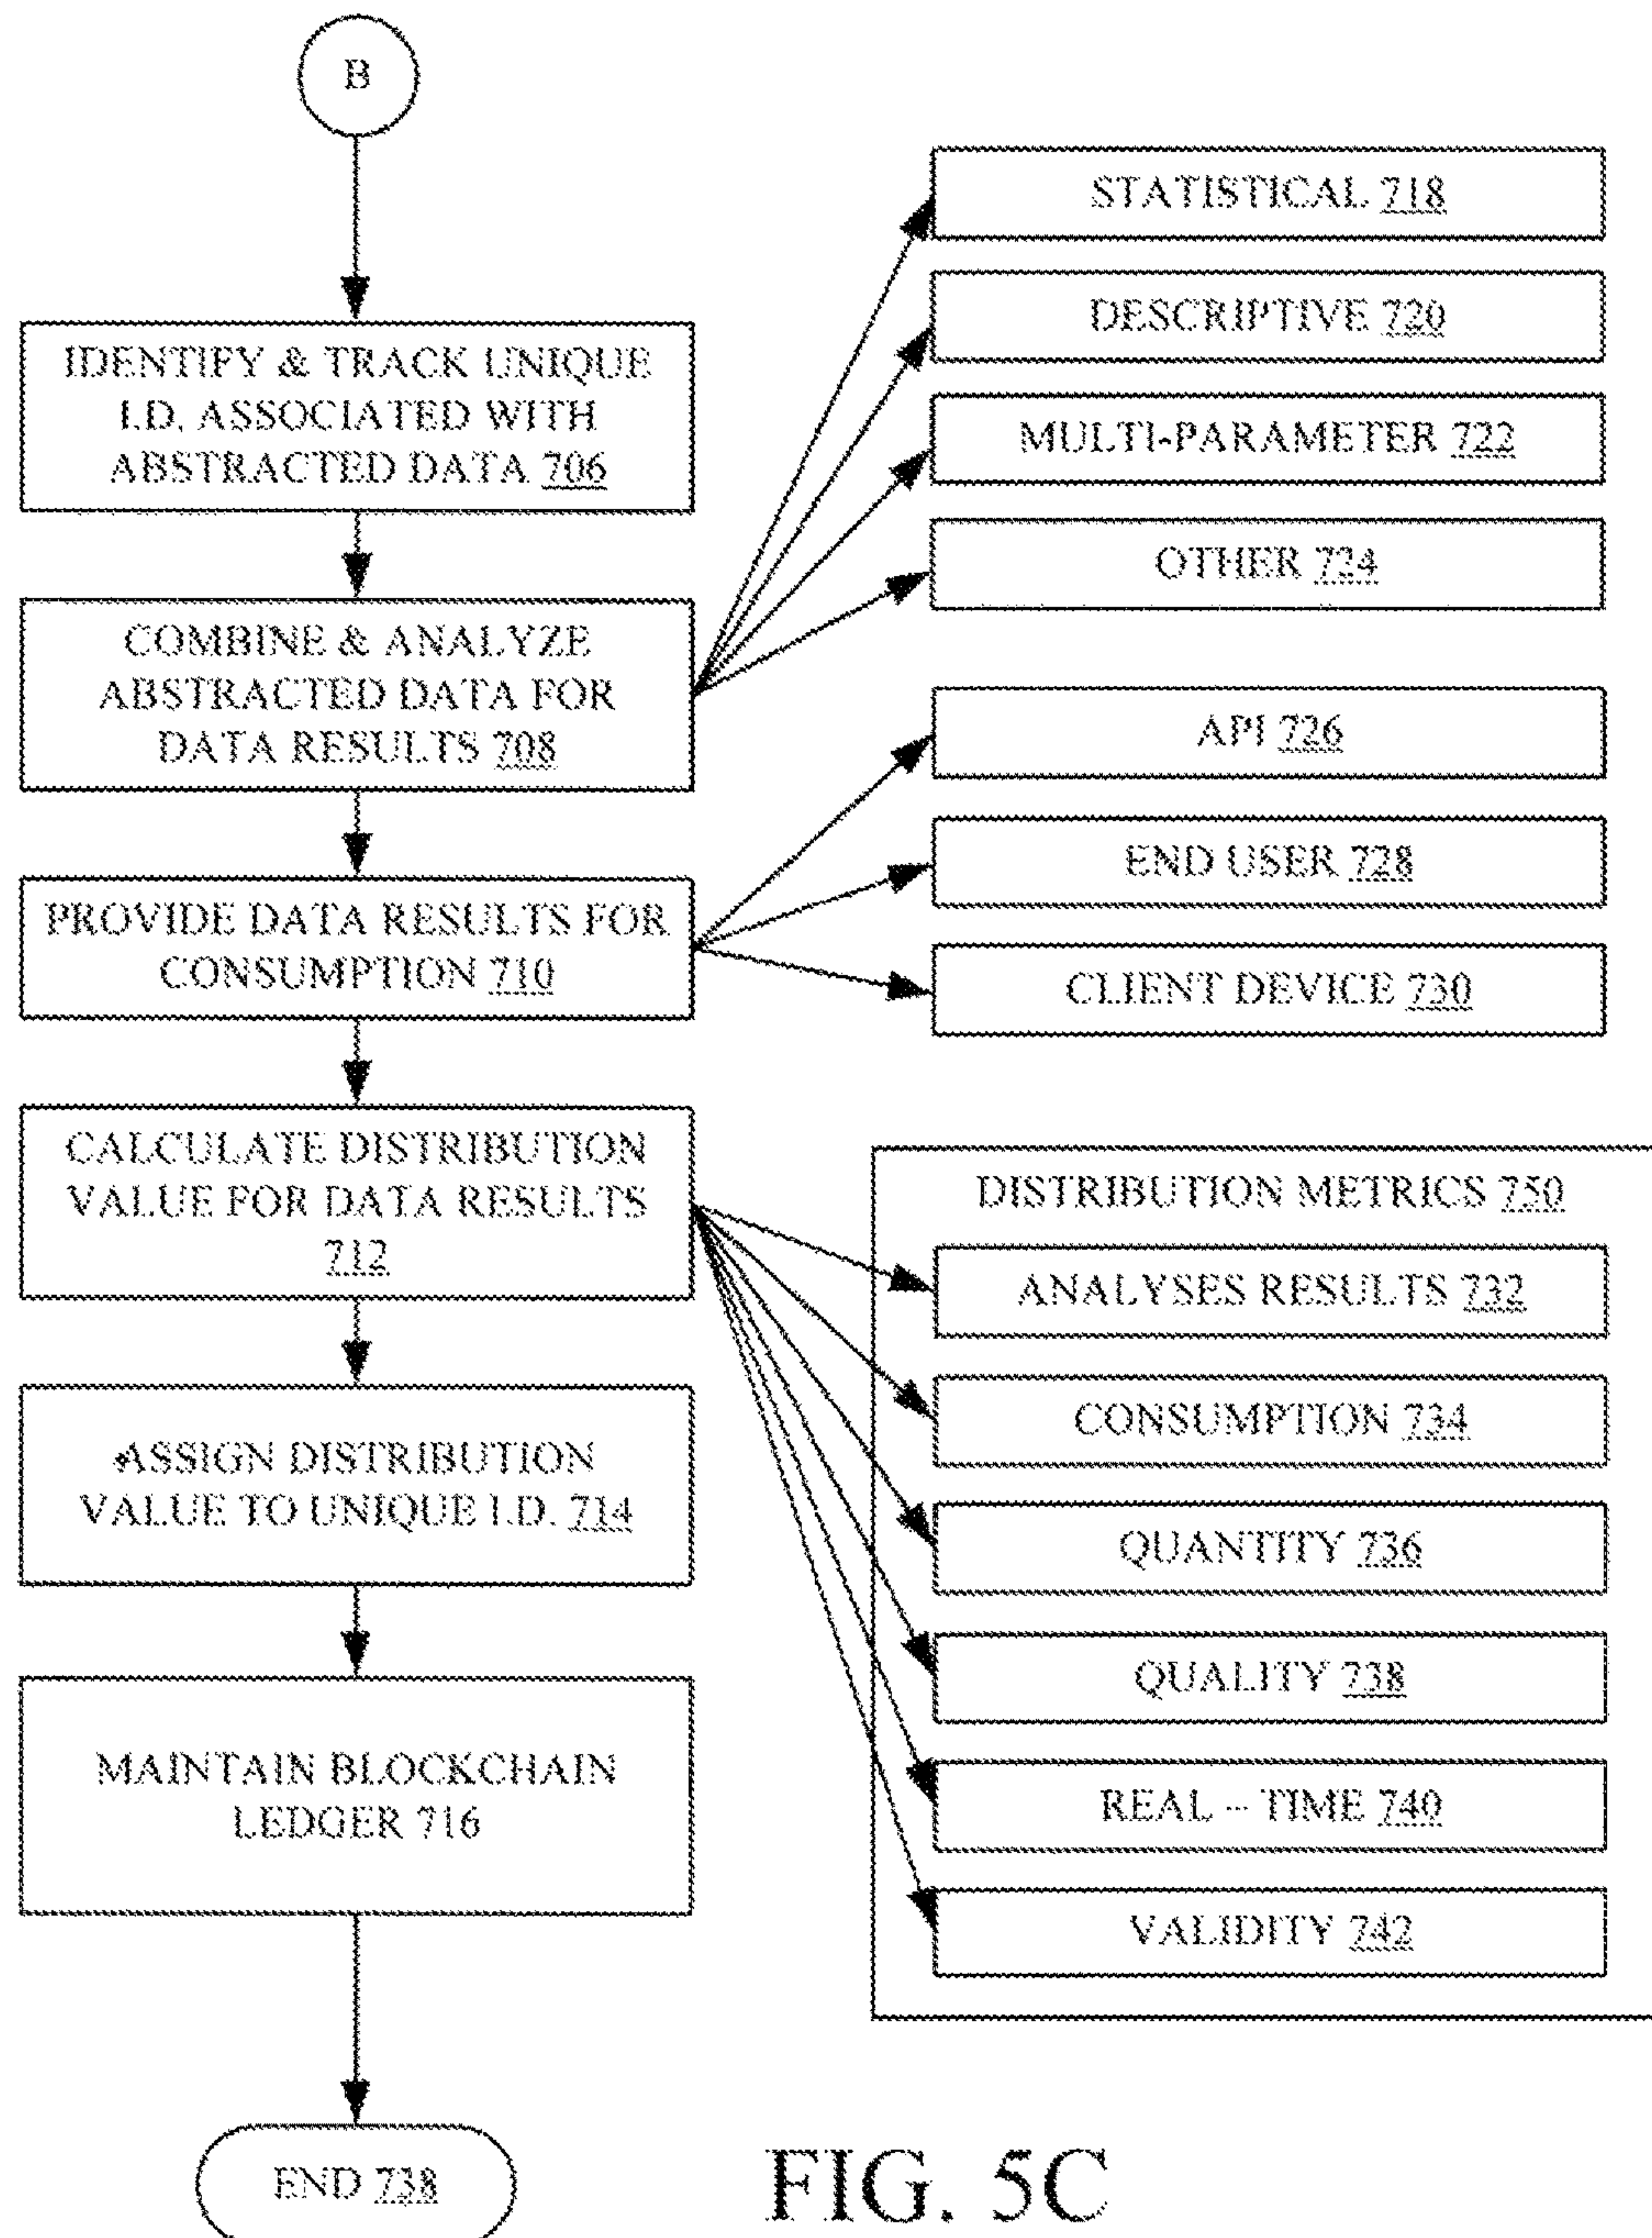 B
IDENTIFY & TRACK UNIQUE
I.D. ASSOCIATED WITH
ABSTRACTED DATA 706
COMBINE & ANALYZE
ABSTRACTED DATA FOR
DATA RESULTS 708
PROVIDE DATA RESULTS FOR
CONSUMPTION 710
CALCULATE DISTRIBUTION
VALUE FOR DATA RESULTS
712
ASSIGN DISTRIBUTION
VALUE TO UNIQUE I.D. 714
MAINTAIN BLOCKCHAIN
LEDGER 716
END 738
STATISTICAL 718
DESCRIPTIVE 720
MULTI-PARAMETER 722
OTHER 724
API 726
END USER 728
CLIENT DEVICE 730
DISTRIBUTION METRICS 750
ANALYSES RESULTS 732
CONSUMPTION 734
QUANTITY 736
QUALITY 738
REAL - TIME 740
VALIDITY 742
FIG. 5C